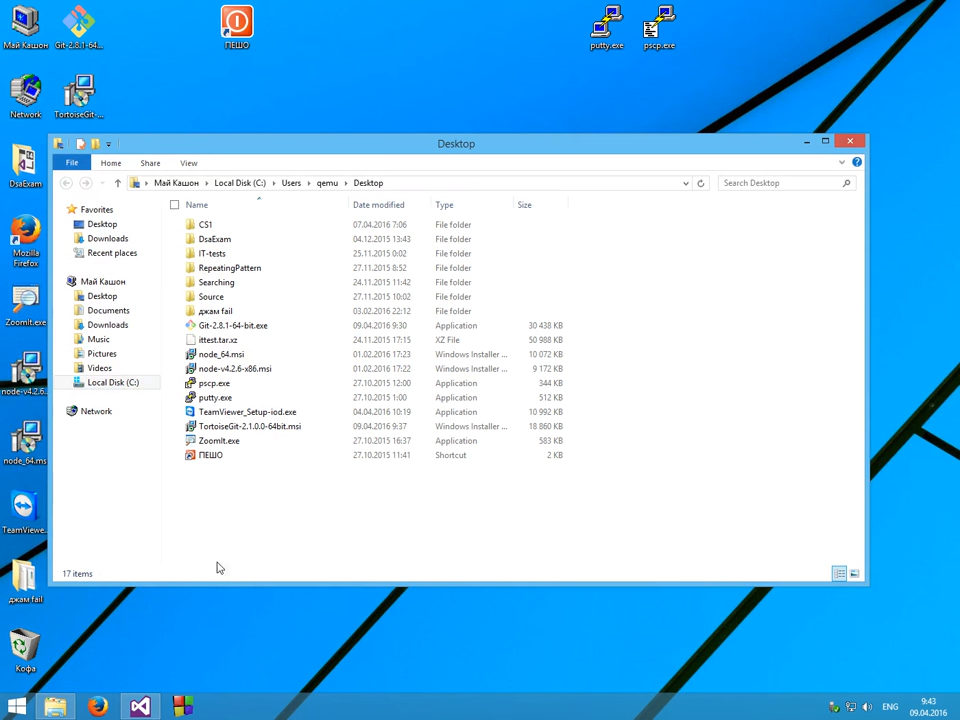 Май Кашон
Git-2.8.1-64...
ПЕШО
putty.exe
pscp.exe
Network
TortoiseGit-...
DsaExam
Mozilla
Firefox
ZoomIt.exe
node-v4.2.6...
node_64.ms
TeamViewe...
джам fail
Кофа
Desktop
File
Home
Share
View
Май Кашон
Local Disk (C:)
Users
qemu
Desktop
Search Desktop
Favorites
Desktop
Downloads
Recent places
Май Кашон
Desktop
Documents
Downloads
Music
Pictures
Videos
Local Disk (C:)
Network
Name Date modified Type Size
CS1 07.04.2016 7:06 File folder
DsaExam 04.12.2015 13:43 File folder
IT-tests 25.11.2015 0:02 File folder
RepeatingPattern 27.11.2015 8:52 File folder
Searching 24.11.2015 11:42 File folder
Source 27.11.2015 10:02 File folder
джам fail 03.02.2016 22:12 File folder
Git-2.8.1-64-bit.exe 09.04.2016 9:30 Application 30 438 KB
ittest.tar.xz 24.11.2015 17:15 XZ File 50 988 KB
node_64.msi 01.02.2016 17:23 Windows Installer ... 10 072 KB
node-v4.2.6-x86.msi 01.02.2016 17:22 Windows Installer ... 9 172 KB
pscp.exe 27.10.2015 12:00 Application 344 KB
putty.exe 27.10.2015 1:00 Application 512 KB
TeamViewer_Setup-iod.exe 04.04.2016 10:19 Application 10 992 KB
TortoiseGit-2.1.0.0-64bit.msi 09.04.2016 9:37 Windows Installer ... 18 860 KB
ZoomIt.exe 27.10.2015 16:37 Application 583 KB
ПЕШО 27.10.2015 11:41 Shortcut 2 KB
17 items
ENG
9:43
09.04.2016